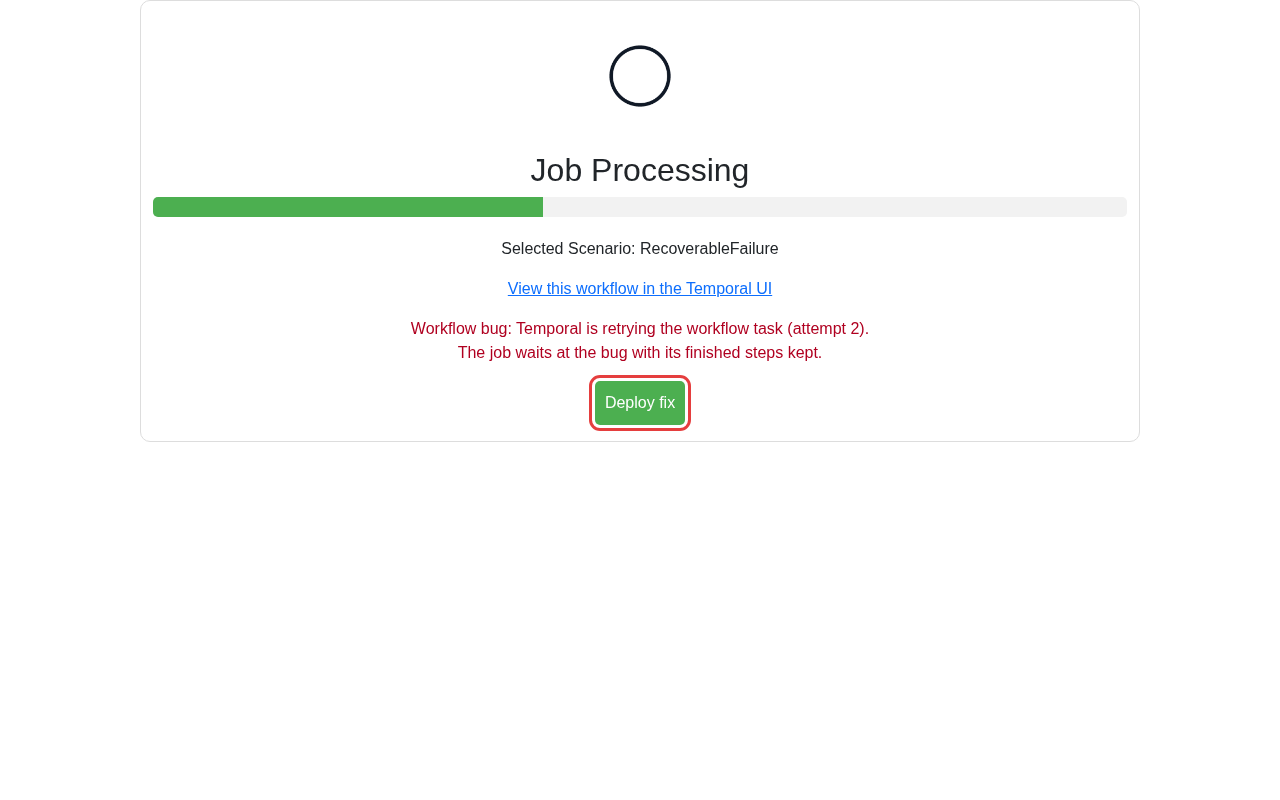 Job Processing
Selected Scenario: RecoverableFailure
View this workflow in the Temporal UI
Workflow bug: Temporal is retrying the workflow task (attempt 2).
The job waits at the bug with its finished steps kept.
Deploy fix